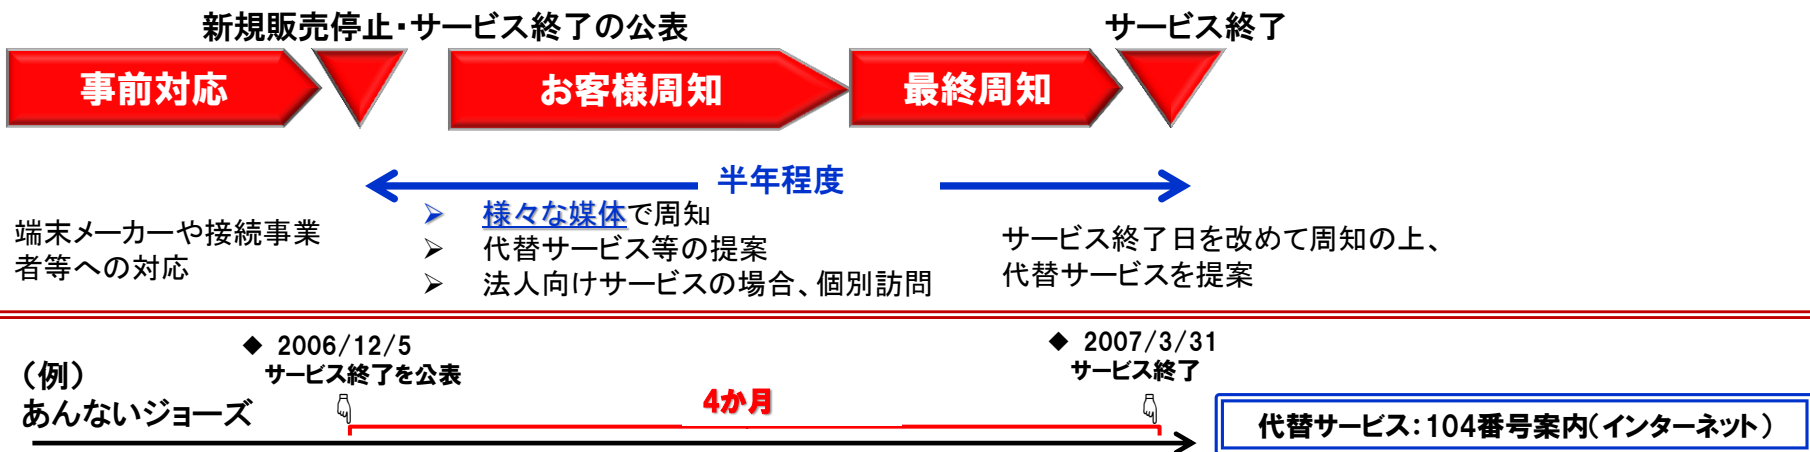 新規販売停止・サービス終了の公表
サービス終了
事前対応
お客様周知
最終周知
半年程度
端末メーカーや接続事業
者等への対応
➢ 様々な媒体で周知
➢ 代替サービス等の提案
➢ 法人向けサービスの場合、個別訪問
サービス終了日を改めて周知の上、
代替サービスを提案
◆ 2006/12/5
サービス終了を公表
◆ 2007/3/31
サービス終了
（例）
あんないジョーズ
4か月
代替サービス：104番号案内（インターネット）